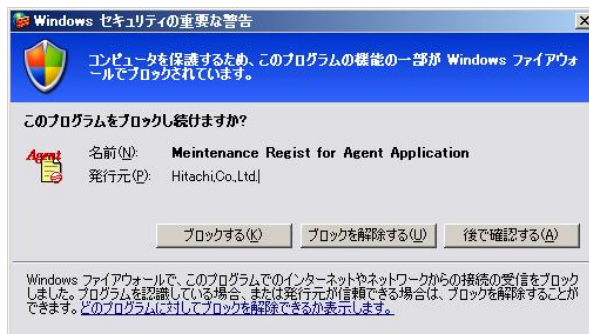 Windows セキュリティの重要な警告
コンピュータを保護するため、このプログラムの機能の一部が Windows ファイアウォ
ールでブロックされています。
このプログラムをブロックし続けますか?
Agent
名前(N):
Meintenance Regist for Agent Application
発行元(P):
Hitachi,Co.,Ltd.
ブロックする(K)
ブロックを解除する(U)
後で確認する(A)
Windows ファイアウォールで、このプログラムでのインターネットやネットワークからの接続の受信をブロック
しました。プログラムを認識している場合、または発行元が信頼できる場合は、ブロックを解除することが
できます。どのプログラムに対してブロックを解除できるか表示します。